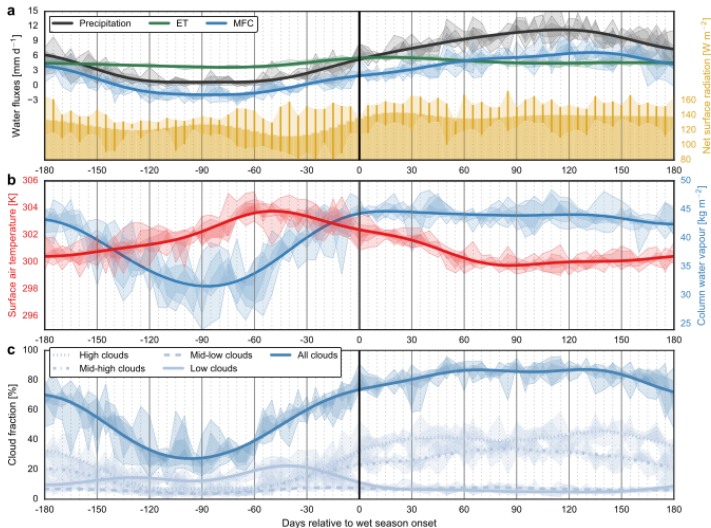 a
Precipitation ET MFC
15
12
9
6
3
0
−3
Water fluxes [mm d⁻¹]
160
140
120
100
80
Net surface radiation [W m⁻²]
-180 -150 -120 -90 -60 -30 0 30 60 90 120 150 180
b
306
304
302
300
298
296
Surface air temperature [K]
50
45
40
35
30
25
Column water vapour [kg m⁻²]
-180 -150 -120 -90 -60 -30 0 30 60 90 120 150 180
c
High clouds Mid-low clouds All clouds
Mid-high clouds Low clouds
100
80
60
40
20
0
Cloud fraction [%]
-180 -150 -120 -90 -60 -30 0 30 60 90 120 150 180
Days relative to wet season onset